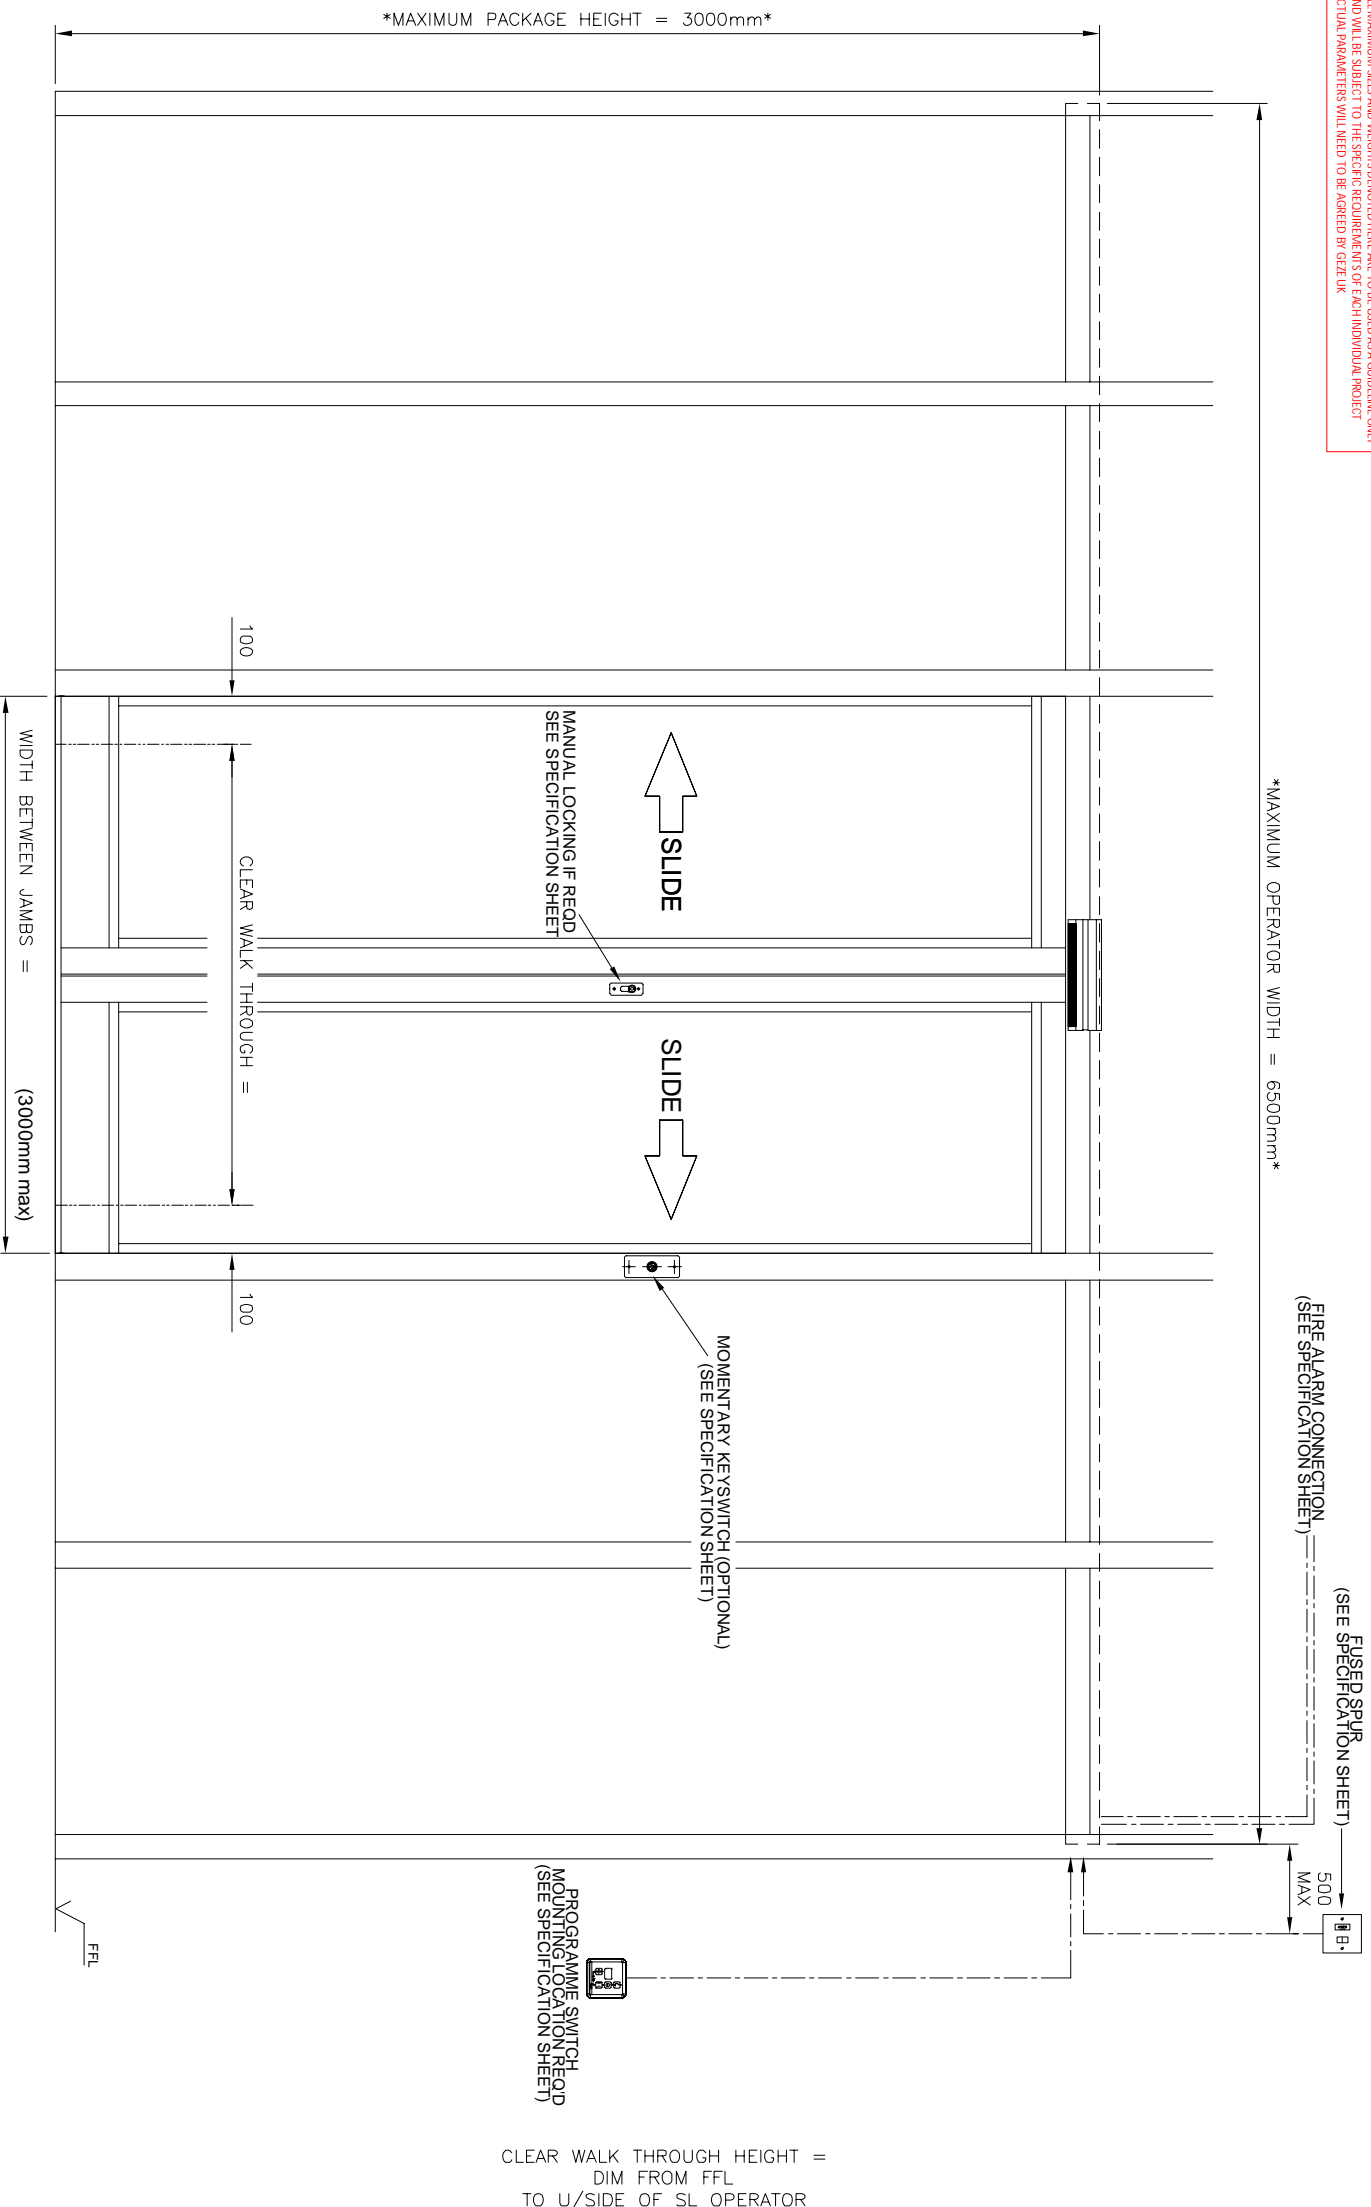 *MAXIMUM PACKAGE HEIGHT = 3000mm*
AND WILL BE SUBJECT TO THE SPECIFIC REQUIREMENTS OF EACH INDIVIDUAL PROJECT
ACTUAL PARAMETERS WILL NEED TO BE AGREED BY GEZE UK
*MAXIMUM OPERATOR WIDTH = 6500mm*
FIRE ALARM CONNECTION
(SEE SPECIFICATION SHEET)
FUSED SPUR
(SEE SPECIFICATION SHEET)
500
MAX
100
MANUAL LOCKING IF REQD
SEE SPECIFICATION SHEET
SLIDE
SLIDE
CLEAR WALK THROUGH =
WIDTH BETWEEN JAMBS =
(3000mm max)
100
MOMENTARY KEYSWITCH (OPTIONAL)
(SEE SPECIFICATION SHEET)
FFL
PROGRAMME SWITCH
MOUNTING LOCATION REQ'D
(SEE SPECIFICATION SHEET)
CLEAR WALK THROUGH HEIGHT =
DIM FROM FFL
TO U/SIDE OF SL OPERATOR